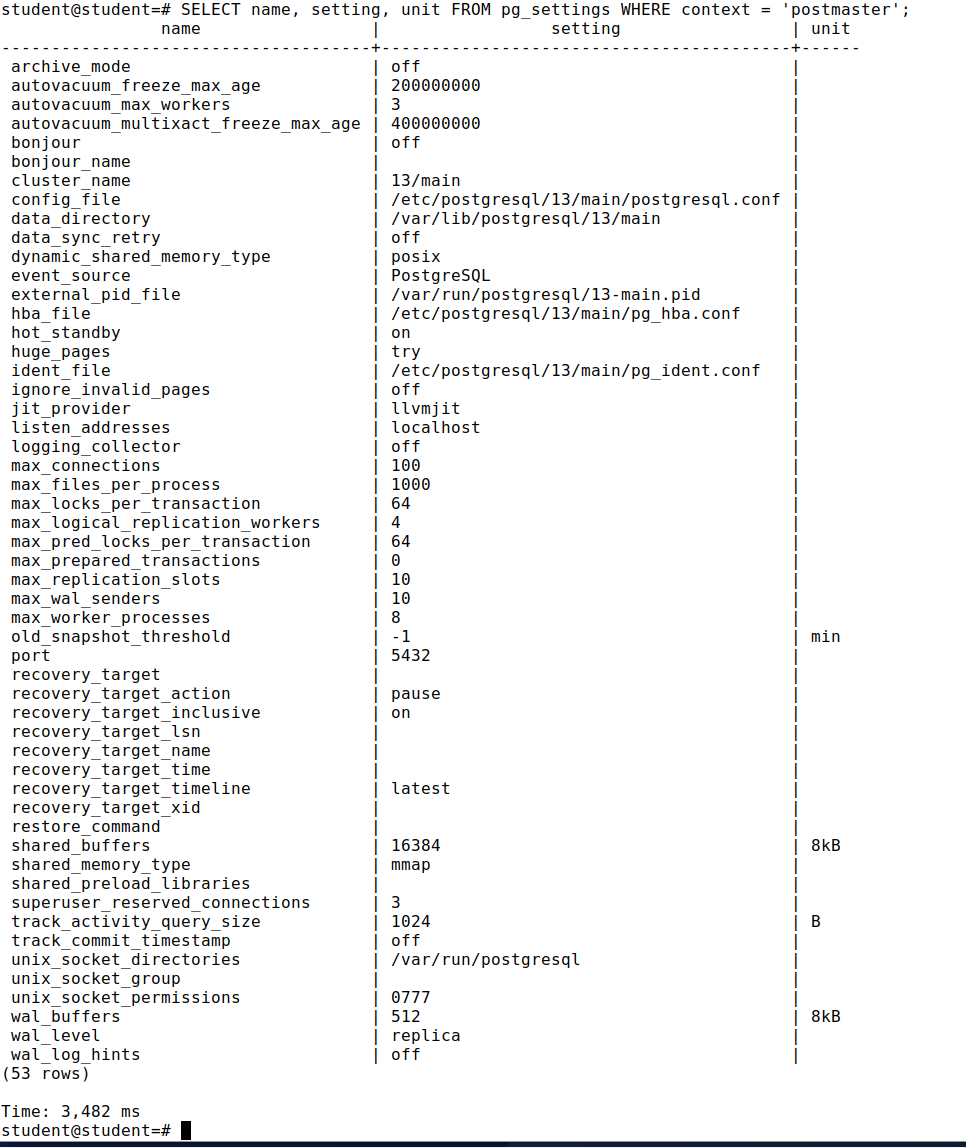 student@student=# SELECT name, setting, unit FROM pg_settings WHERE context = 'postmaster';
name | setting | unit
-------------------------------------+-----------------------------------------+------
archive_mode | off |
autovacuum_freeze_max_age | 200000000 |
autovacuum_max_workers | 3 |
autovacuum_multixact_freeze_max_age | 400000000 |
bonjour | off |
bonjour_name | |
cluster_name | 13/main |
config_file | /etc/postgresql/13/main/postgresql.conf |
data_directory | /var/lib/postgresql/13/main |
data_sync_retry | off |
dynamic_shared_memory_type | posix |
event_source | PostgreSQL |
external_pid_file | /var/run/postgresql/13-main.pid |
hba_file | /etc/postgresql/13/main/pg_hba.conf |
hot_standby | on |
huge_pages | try |
ident_file | /etc/postgresql/13/main/pg_ident.conf |
ignore_invalid_pages | off |
jit_provider | llvmjit |
listen_addresses | localhost |
logging_collector | off |
max_connections | 100 |
max_files_per_process | 1000 |
max_locks_per_transaction | 64 |
max_logical_replication_workers | 4 |
max_pred_locks_per_transaction | 64 |
max_prepared_transactions | 0 |
max_replication_slots | 10 |
max_wal_senders | 10 |
max_worker_processes | 8 |
old_snapshot_threshold | -1 | min
port | 5432 |
recovery_target | |
recovery_target_action | pause |
recovery_target_inclusive | on |
recovery_target_lsn | |
recovery_target_name | |
recovery_target_time | |
recovery_target_timeline | latest |
recovery_target_xid | |
restore_command | |
shared_buffers | 16384 | 8kB
shared_memory_type | mmap |
shared_preload_libraries | |
superuser_reserved_connections | 3 |
track_activity_query_size | 1024 | B
track_commit_timestamp | off |
unix_socket_directories | /var/run/postgresql |
unix_socket_group | |
unix_socket_permissions | 0777 |
wal_buffers | 512 | 8kB
wal_level | replica |
wal_log_hints | off |
(53 rows)
Time: 3,482 ms
student@student=#